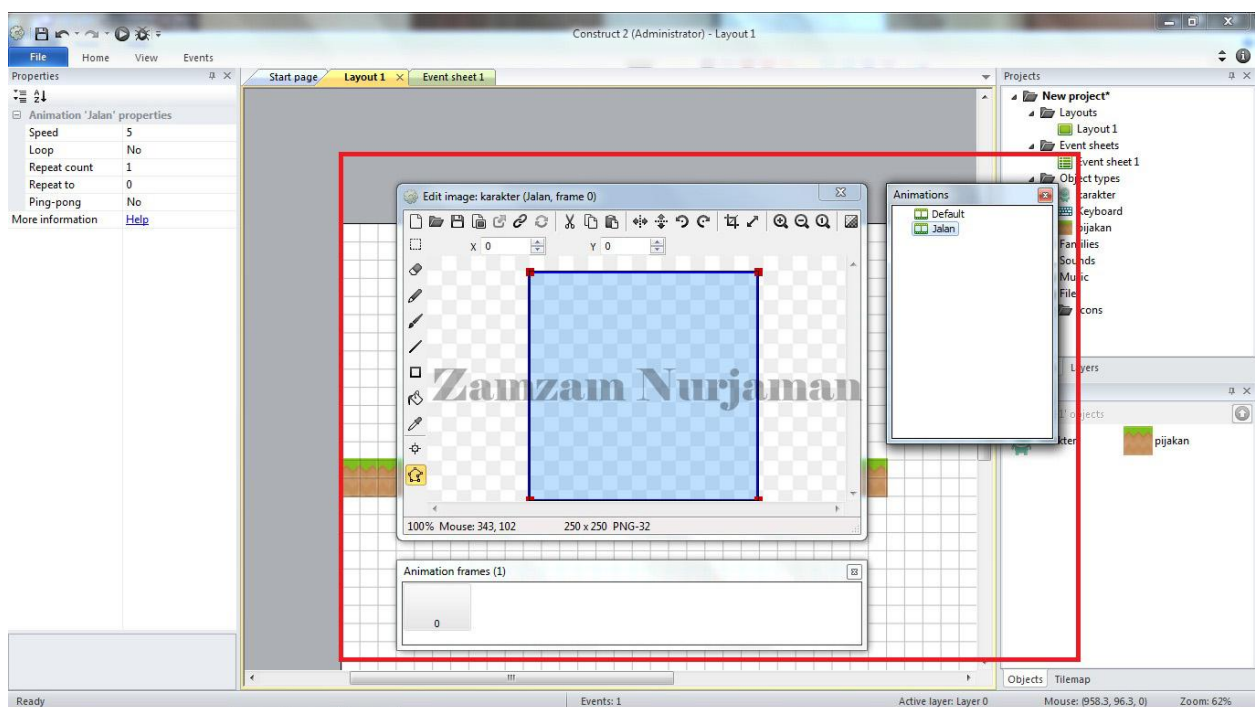 Construct 2 (Administrator) - Layout 1
File Home View Events
Properties
Animation 'Jalan' properties
Speed 5
Loop No
Repeat count 1
Repeat to 0
Ping-pong No
More information Help
Start page Layout 1 Event sheet 1
Edit image: karakter (Jalan, frame 0)
X 0 Y 0
Zamzam Nurjaman
100% Mouse: 343, 102 250 x 250 PNG-32
Animation frames (1)
0
Animations
Default
Jalan
Projects
New project*
Layouts
Layout 1
Event sheets
Event sheet 1
Object types
karakter
Keyboard
pijakan
Families
Sounds
Music
File
Icons
Layers
objects
pijakan
Objects Tilemap
Ready Events: 1 Active layer: Layer 0 Mouse: (958.3, 96.3, 0) Zoom: 62%